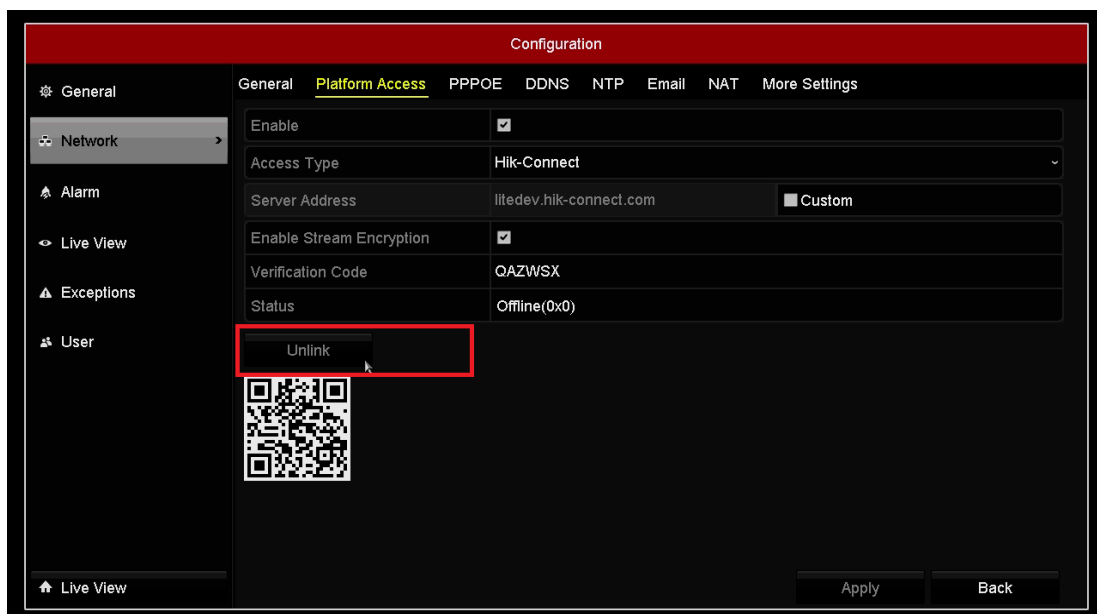 Configuration
General
Network
Alarm
Live View
Exceptions
User
Live View
General Platform Access PPPOE DDNS NTP Email NAT More Settings
Enable
Access Type Hik-Connect
Server Address litedev.hik-connect.com Custom
Enable Stream Encryption
Verification Code QAZWSX
Status Offline(0x0)
Unlink
Apply Back